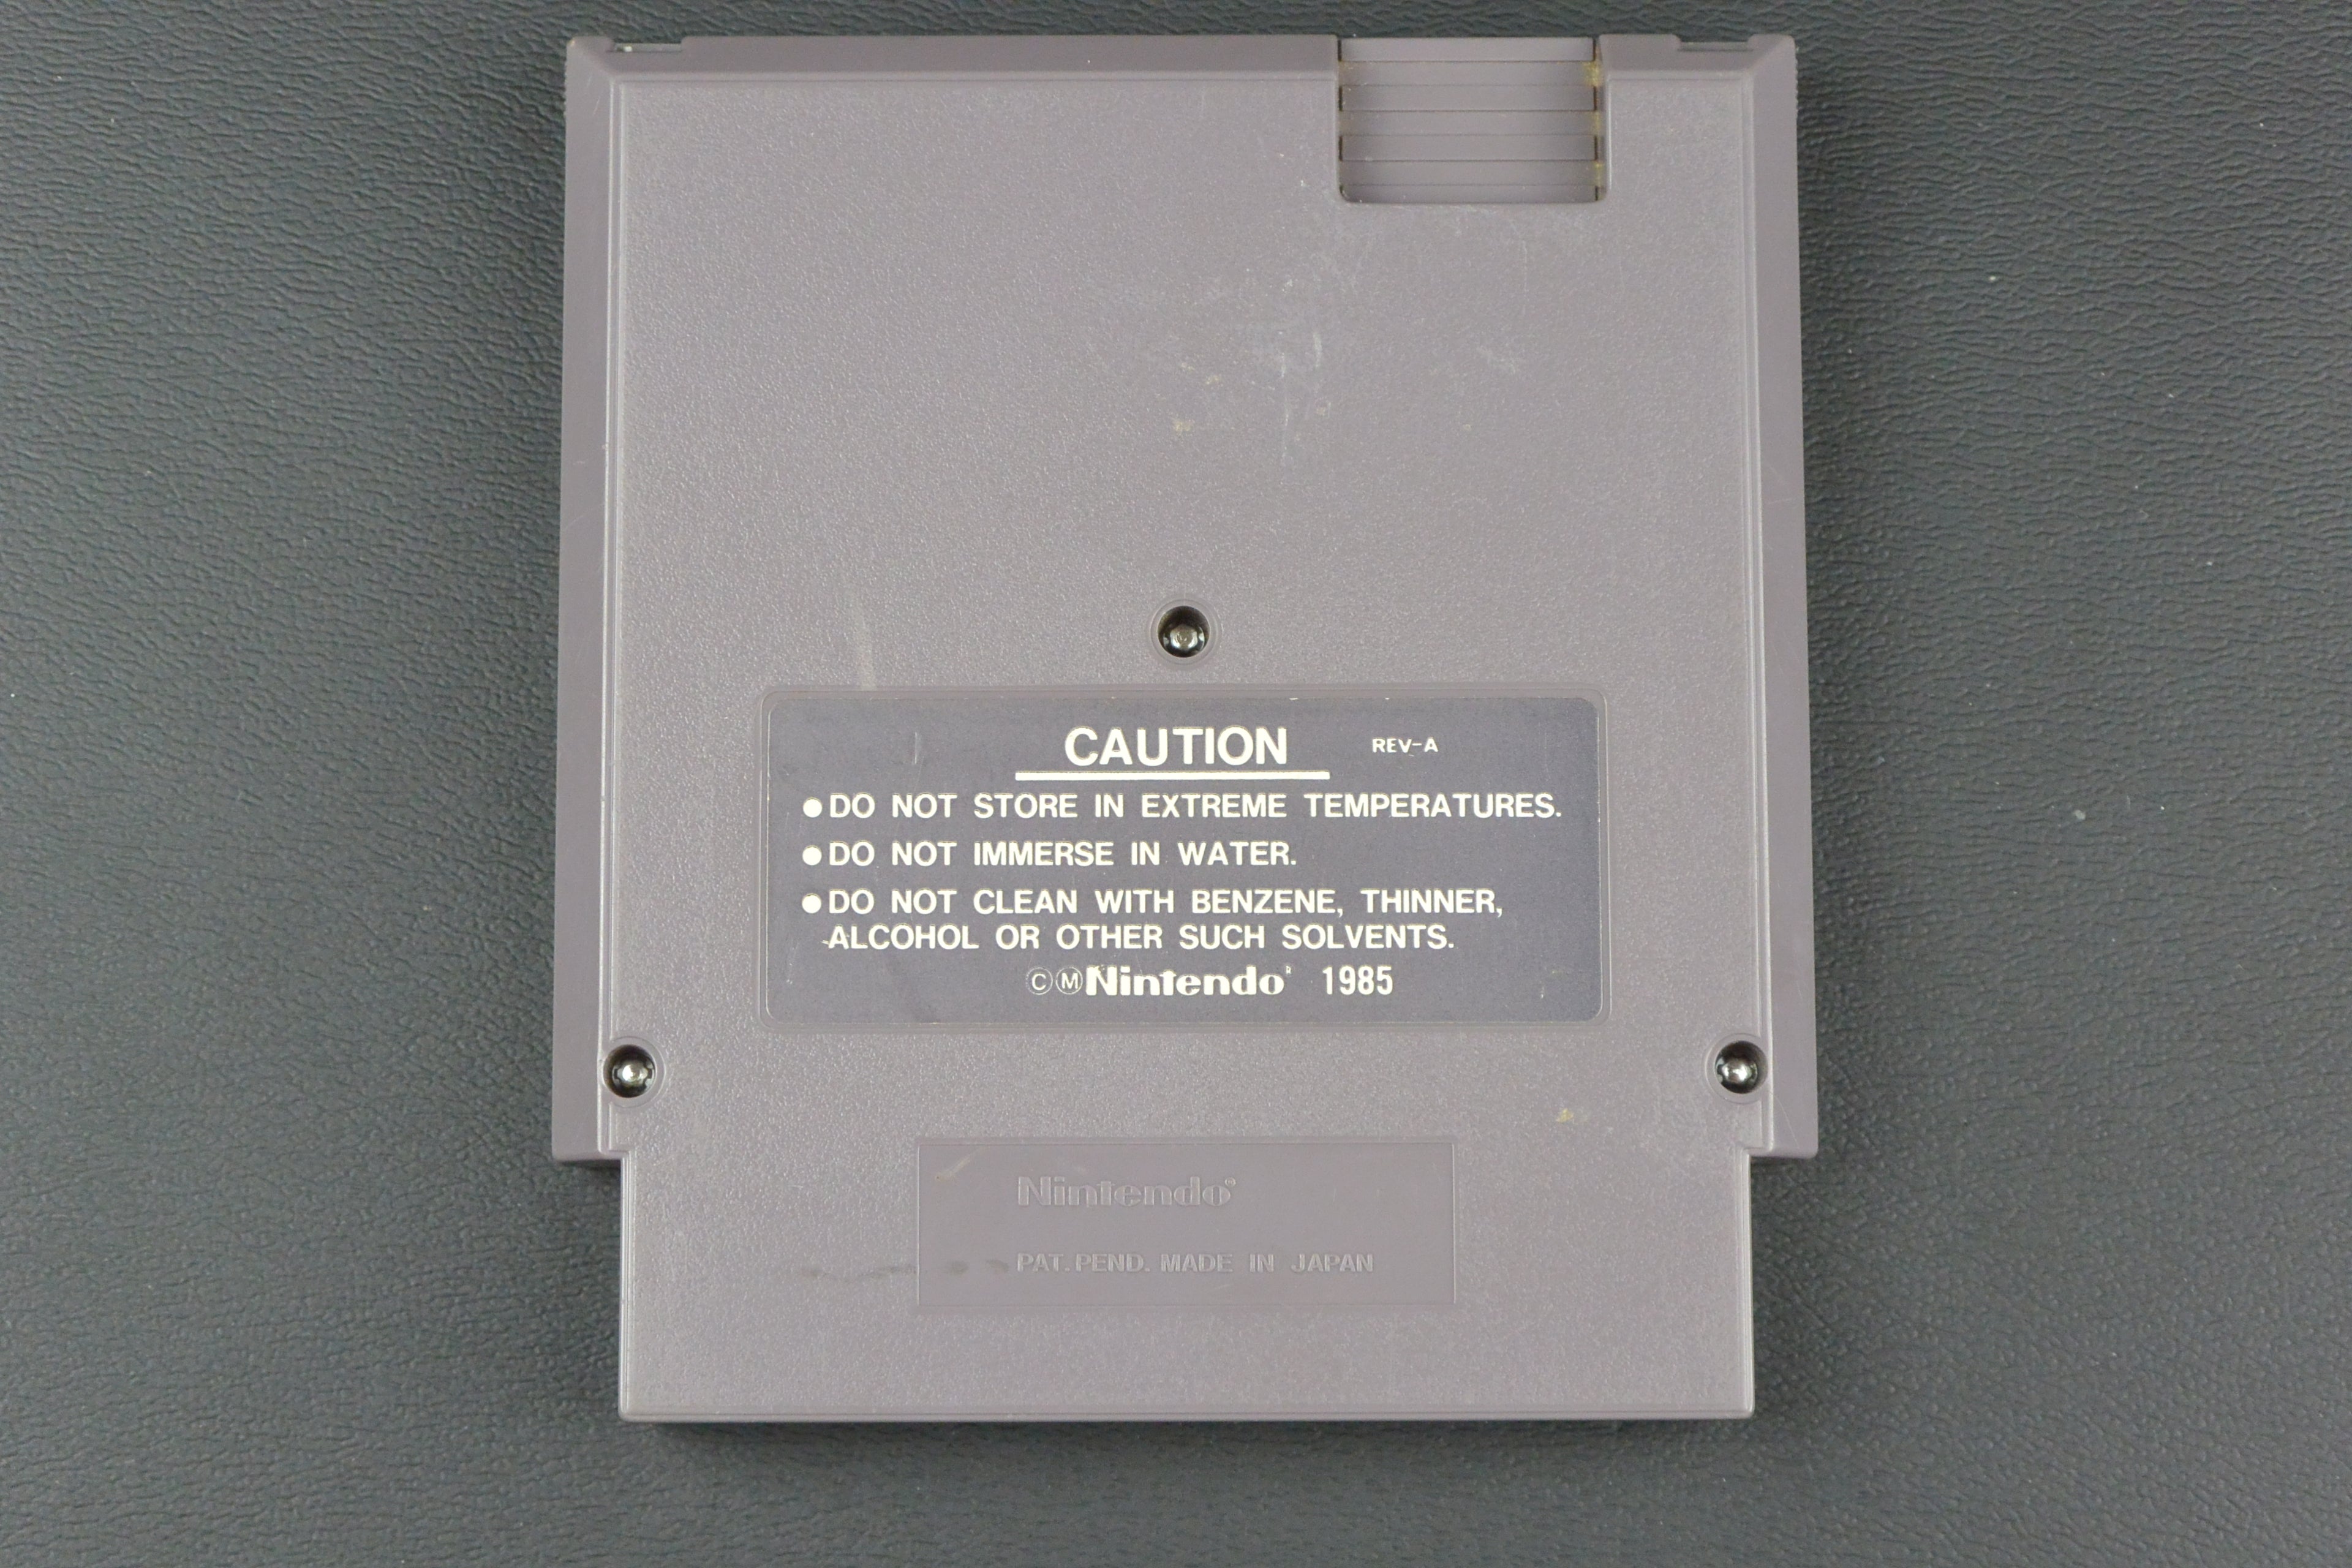 CAUTION REV-A
●DO NOT STORE IN EXTREME TEMPERATURES.
●DO NOT IMMERSE IN WATER.
●DO NOT CLEAN WITH BENZENE, THINNER,
ALCOHOL OR OTHER SUCH SOLVENTS.
ⒸⓂNintendo® 1985
Nintendo®
PAT. PEND. MADE IN JAPAN